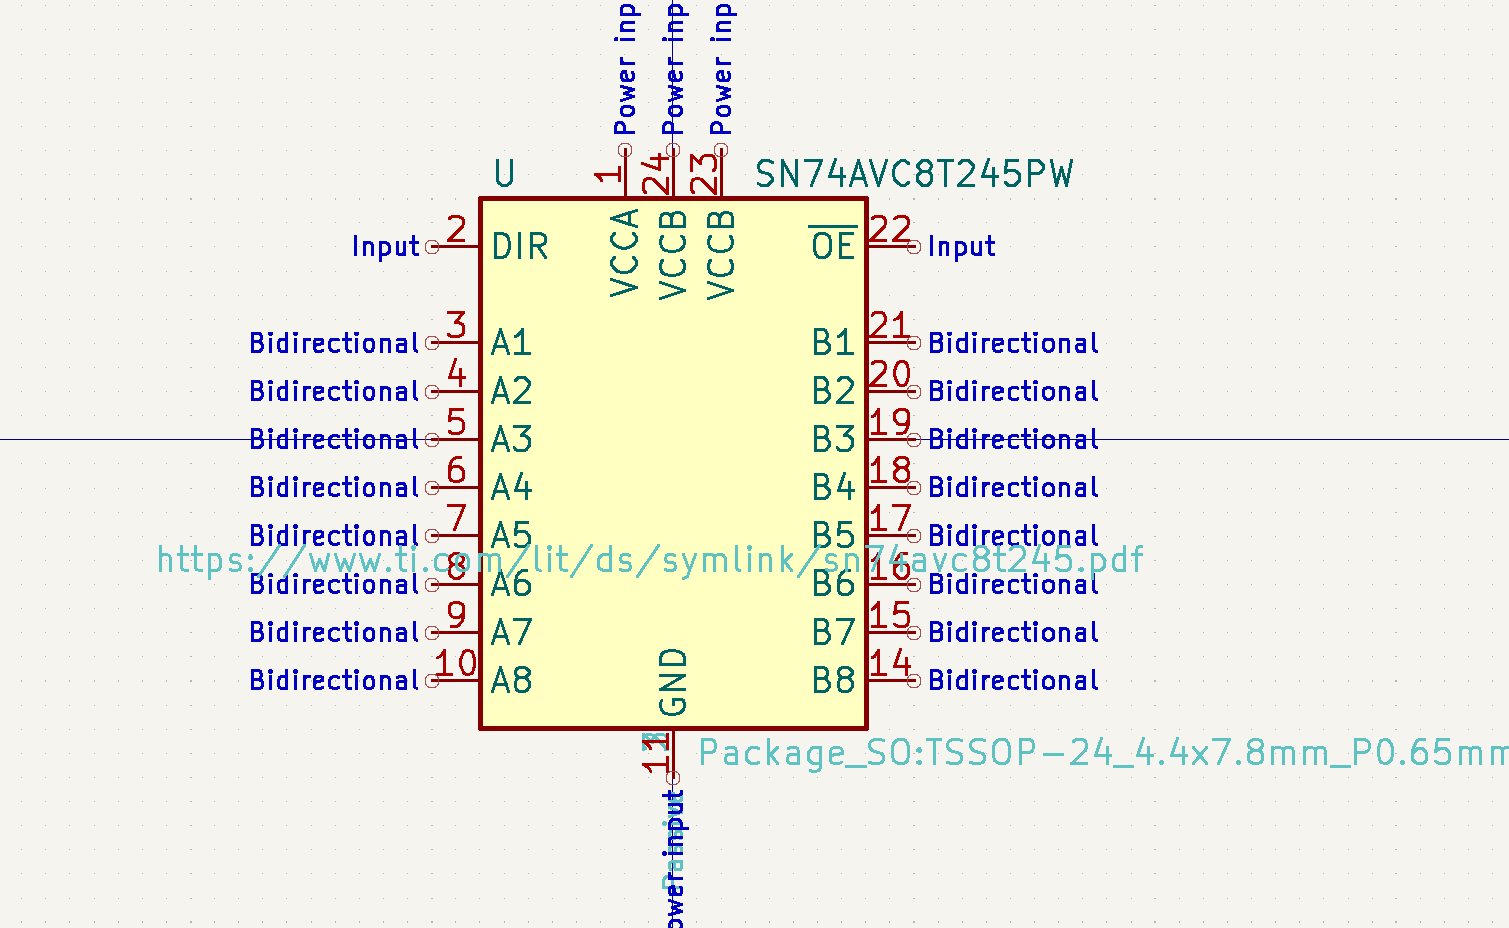 Power inp
Power inp
Power inp
1
24
23
U
SN74AVC8T245PW
VCCA
VCCB
VCCB
Input 2 DIR
OE 22 Input
Bidirectional 3 A1
B1 21 Bidirectional
Bidirectional 4 A2
B2 20 Bidirectional
Bidirectional 5 A3
B3 19 Bidirectional
Bidirectional 6 A4
B4 18 Bidirectional
Bidirectional 7 A5
B5 17 Bidirectional
https://www.ti.com/lit/ds/symlink/sn74avc8t245.pdf
Bidirectional 8 A6
B6 16 Bidirectional
Bidirectional 9 A7
B7 15 Bidirectional
Bidirectional 10 A8
B8 14 Bidirectional
GND
11
Package_SO:TSSOP-24_4.4x7.8mm_P0.65mm
ower input